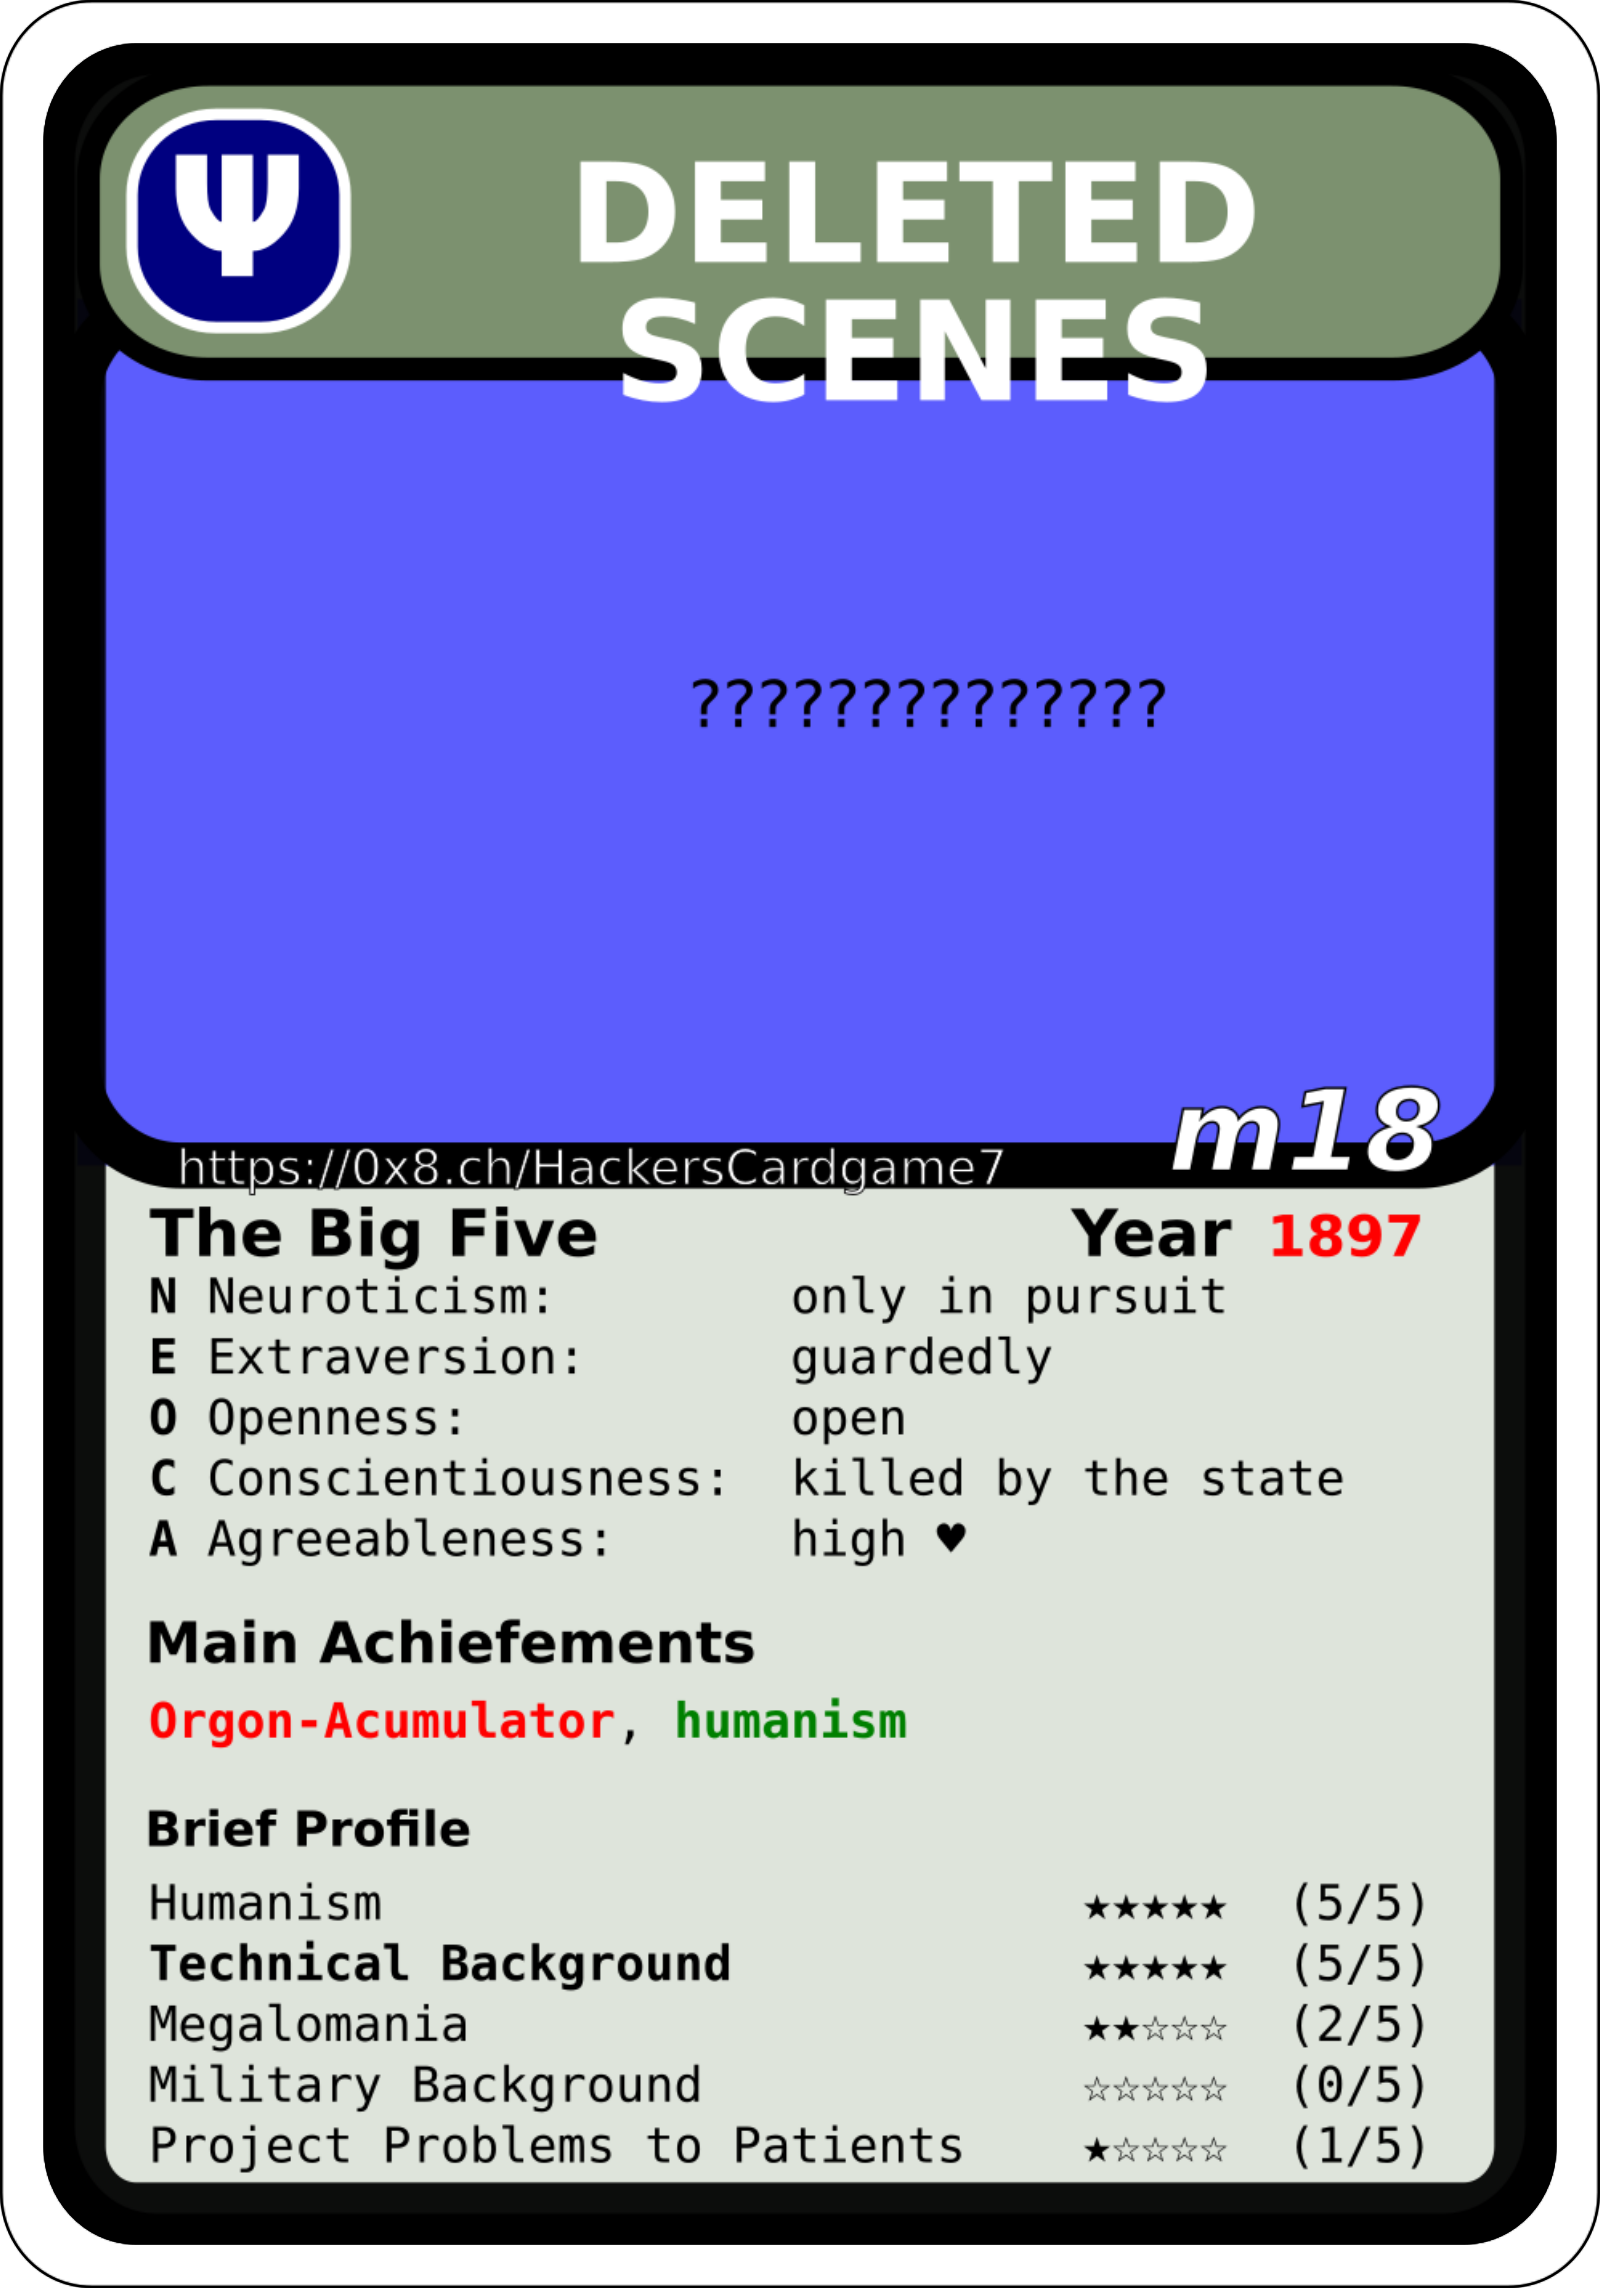 Ψ
DELETED
SCENES
???????????????
m18
https://0x8.ch/HackersCardgame7
The Big Five Year 1897
N Neuroticism: only in pursuit
E Extraversion: guardedly
O Openness: open
C Conscientiousness: killed by the state
A Agreeableness: high ♥
Main Achiefements
Orgon-Acumulator, humanism
Brief Profile
Humanism ★★★★★ (5/5)
Technical Background ★★★★★ (5/5)
Megalomania ★★☆☆☆ (2/5)
Military Background ☆☆☆☆☆ (0/5)
Project Problems to Patients ★☆☆☆☆ (1/5)